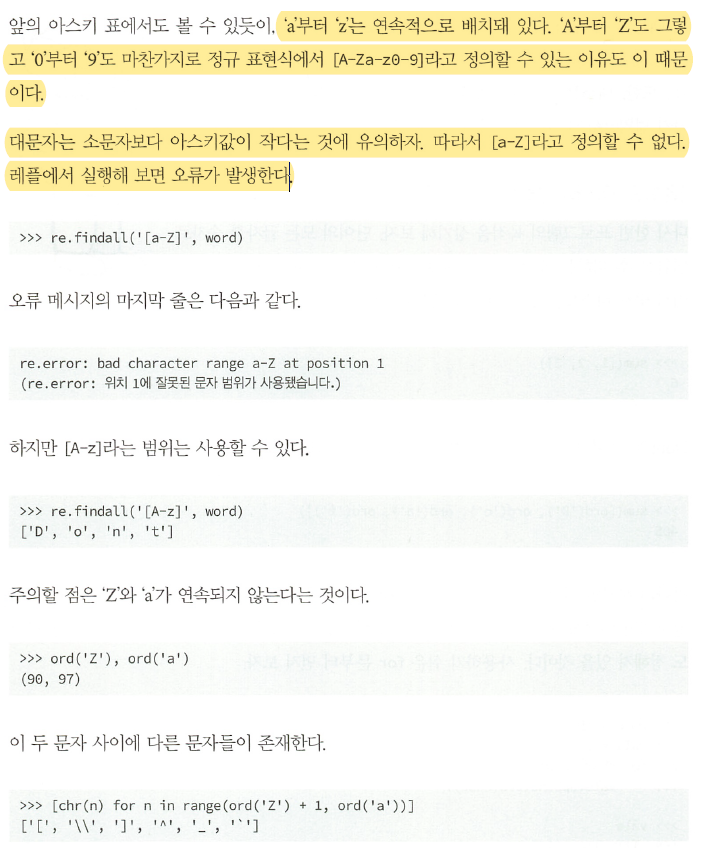 앞의 아스키 표에서도 볼 수 있듯이, ‘a’부터 ‘z’는 연속적으로 배치돼 있다. ‘A’부터 ‘Z’도 그렇
고 ‘0’부터 ‘9’도 마찬가지로 정규 표현식에서 [A-Za-z0-9]라고 정의할 수 있는 이유도 이 때문
이다.
대문자는 소문자보다 아스키값이 작다는 것에 유의하자. 따라서 [a-Z]라고 정의할 수 없다.
레플에서 실행해 보면 오류가 발생한다.
>>> re.findall('[a-Z]', word)
오류 메시지의 마지막 줄은 다음과 같다.
re.error: bad character range a-Z at position 1
(re.error: 위치 1에 잘못된 문자 범위가 사용됐습니다.)
하지만 [A-z]라는 범위는 사용할 수 있다.
>>> re.findall('[A-z]', word)
['D', 'o', 'n', 't']
주의할 점은 ‘Z’와 ‘a’가 연속되지 않는다는 것이다.
>>> ord('Z'), ord('a')
(90, 97)
이 두 문자 사이에 다른 문자들이 존재한다.
>>> [chr(n) for n in range(ord('Z') + 1, ord('a'))]
['[', '\\', ']', '^', '_', '`']